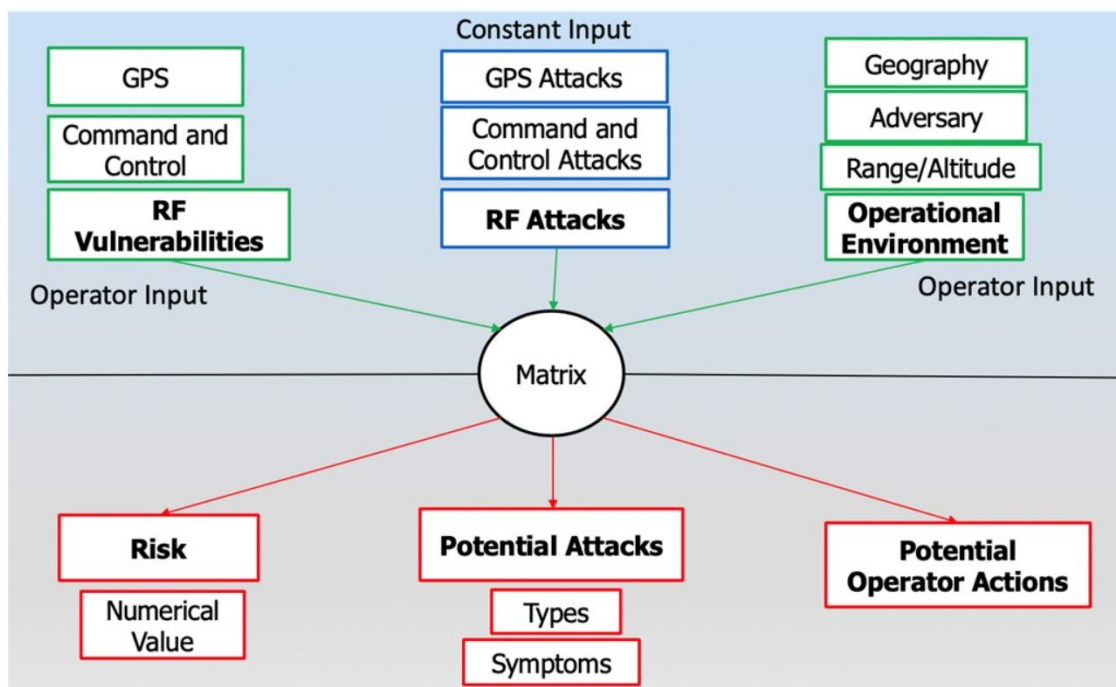 Constant Input
GPS
Command and
Control
RF
Vulnerabilities
Operator Input
GPS Attacks
Command and
Control Attacks
RF Attacks
Geography
Adversary
Range/Altitude
Operational
Environment
Operator Input
Matrix
Risk
Numerical
Value
Potential Attacks
Types
Symptoms
Potential
Operator Actions